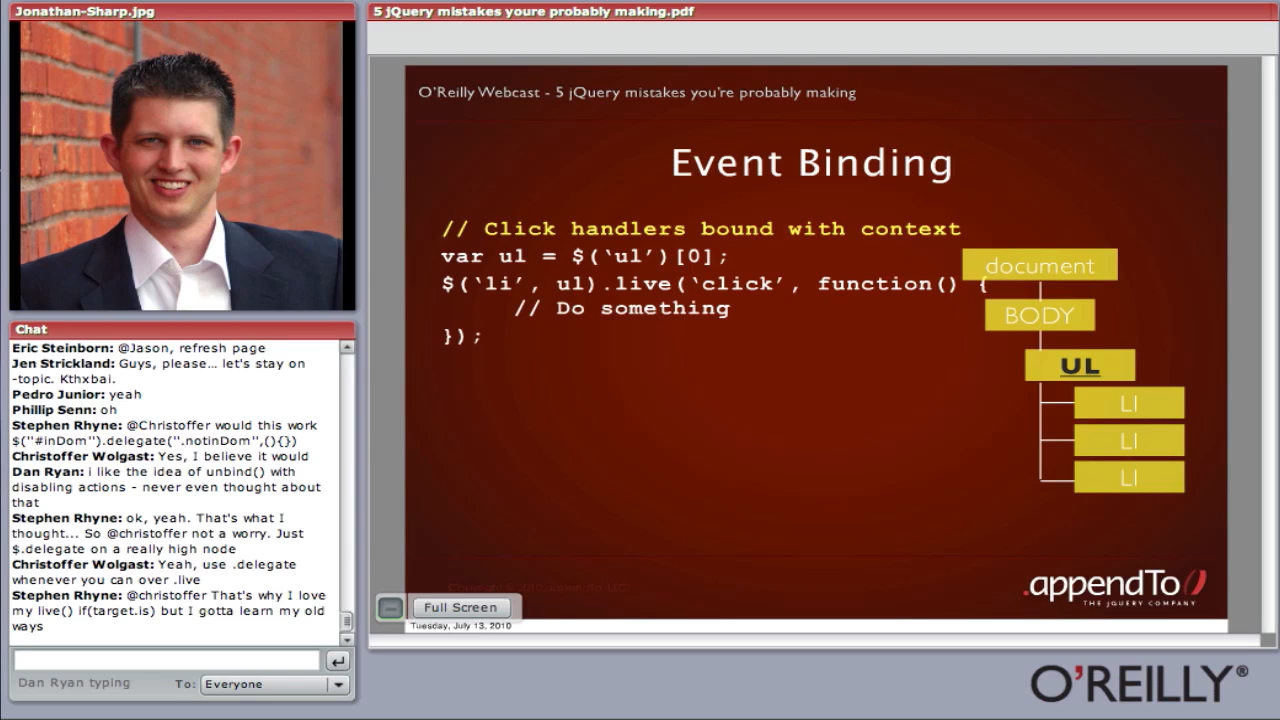 Jonathan-Sharp.jpg
5 jQuery mistakes youre probably making.pdf
O'Reilly Webcast - 5 jQuery mistakes you're probably making
Event Binding
// Click handlers bound with context
var ul = $(‘ul’)[0];
$(‘li’, ul).live(‘click’, function() {
// Do something
});
document
BODY
UL
LI
LI
LI
.appendTo()
THE jQUERY COMPANY
Full Screen
Tuesday, July 13, 2010
Chat
Eric Steinborn: @Jason, refresh page
Jen Strickland: Guys, please... let's stay on
-topic. Kthxbai.
Pedro Junior: yeah
Phillip Senn: oh
Stephen Rhyne: @Christoffer would this work
$("#inDom").delegate(".notinDom",(){})
Christoffer Wolgast: Yes, I believe it would
Dan Ryan: i like the idea of unbind() with
disabling actions - never even thought about
that
Stephen Rhyne: ok, yeah. That's what I
thought... So @christoffer not a worry. Just
$.delegate on a really high node
Christoffer Wolgast: Yeah, use .delegate
whenever you can over .live
Stephen Rhyne: @christoffer That's why I love
my live() if(target.is) but I gotta learn my old
ways
Dan Ryan typing
To: Everyone
O'REILLY®